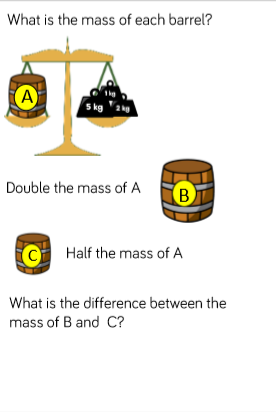 What is the mass of each barrel?
A
1 kg
5 kg
2 kg
Double the mass of A
B
C
Half the mass of A
What is the difference between the
mass of B and C?